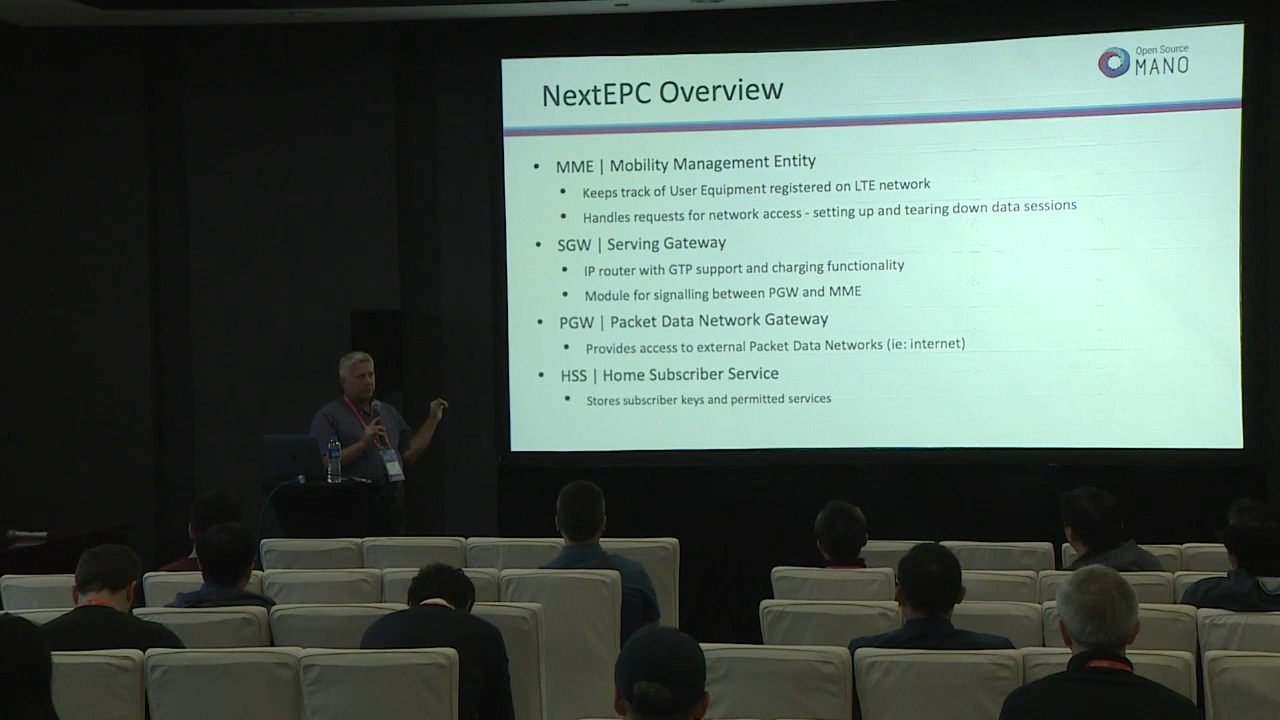 Open Source
MANO
NextEPC Overview
• MME | Mobility Management Entity
• Keeps track of User Equipment registered on LTE network
• Handles requests for network access - setting up and tearing down data sessions
• SGW | Serving Gateway
• IP router with GTP support and charging functionality
• Module for signalling between PGW and MME
• PGW | Packet Data Network Gateway
• Provides access to external Packet Data Networks (ie: internet)
• HSS | Home Subscriber Service
• Stores subscriber keys and permitted services